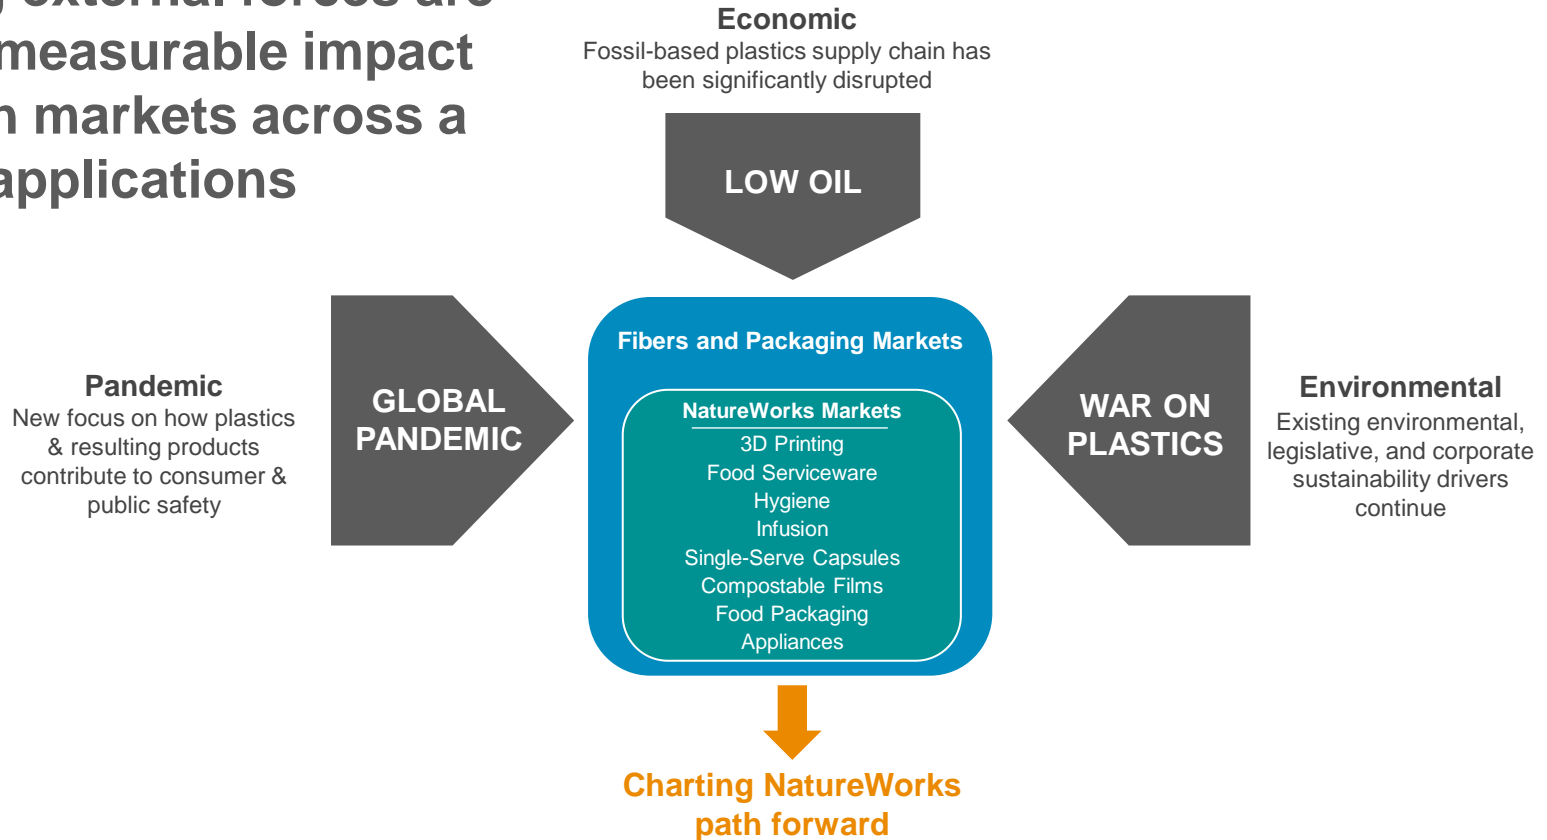 external forces are
measurable impact
markets across a
applications
Economic
Fossil-based plastics supply chain has
been significantly disrupted
LOW OIL
Pandemic
New focus on how plastics
& resulting products
contribute to consumer &
public safety
GLOBAL
PANDEMIC
Fibers and Packaging Markets
NatureWorks Markets
3D Printing
Food Serviceware
Hygiene
Infusion
Single-Serve Capsules
Compostable Films
Food Packaging
Appliances
WAR ON
PLASTICS
Environmental
Existing environmental,
legislative, and corporate
sustainability drivers
continue
Charting NatureWorks
path forward